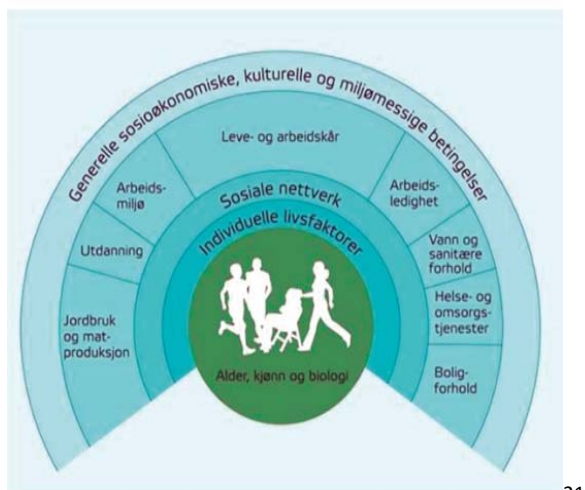 Generelle sosioøkonomiske, kulturelle og miljømessige betingelser
Leve- og arbeidskår
Arbeids-
miljø
Arbeids-
ledighet
Sosiale nettverk
Individuelle livsfaktorer
Utdanning
Vann og
sanitære
forhold
Jordbruk
og mat-
produksjon
Helse- og
omsorgs-
tjenester
Bolig-
forhold
Alder, kjønn og biologi